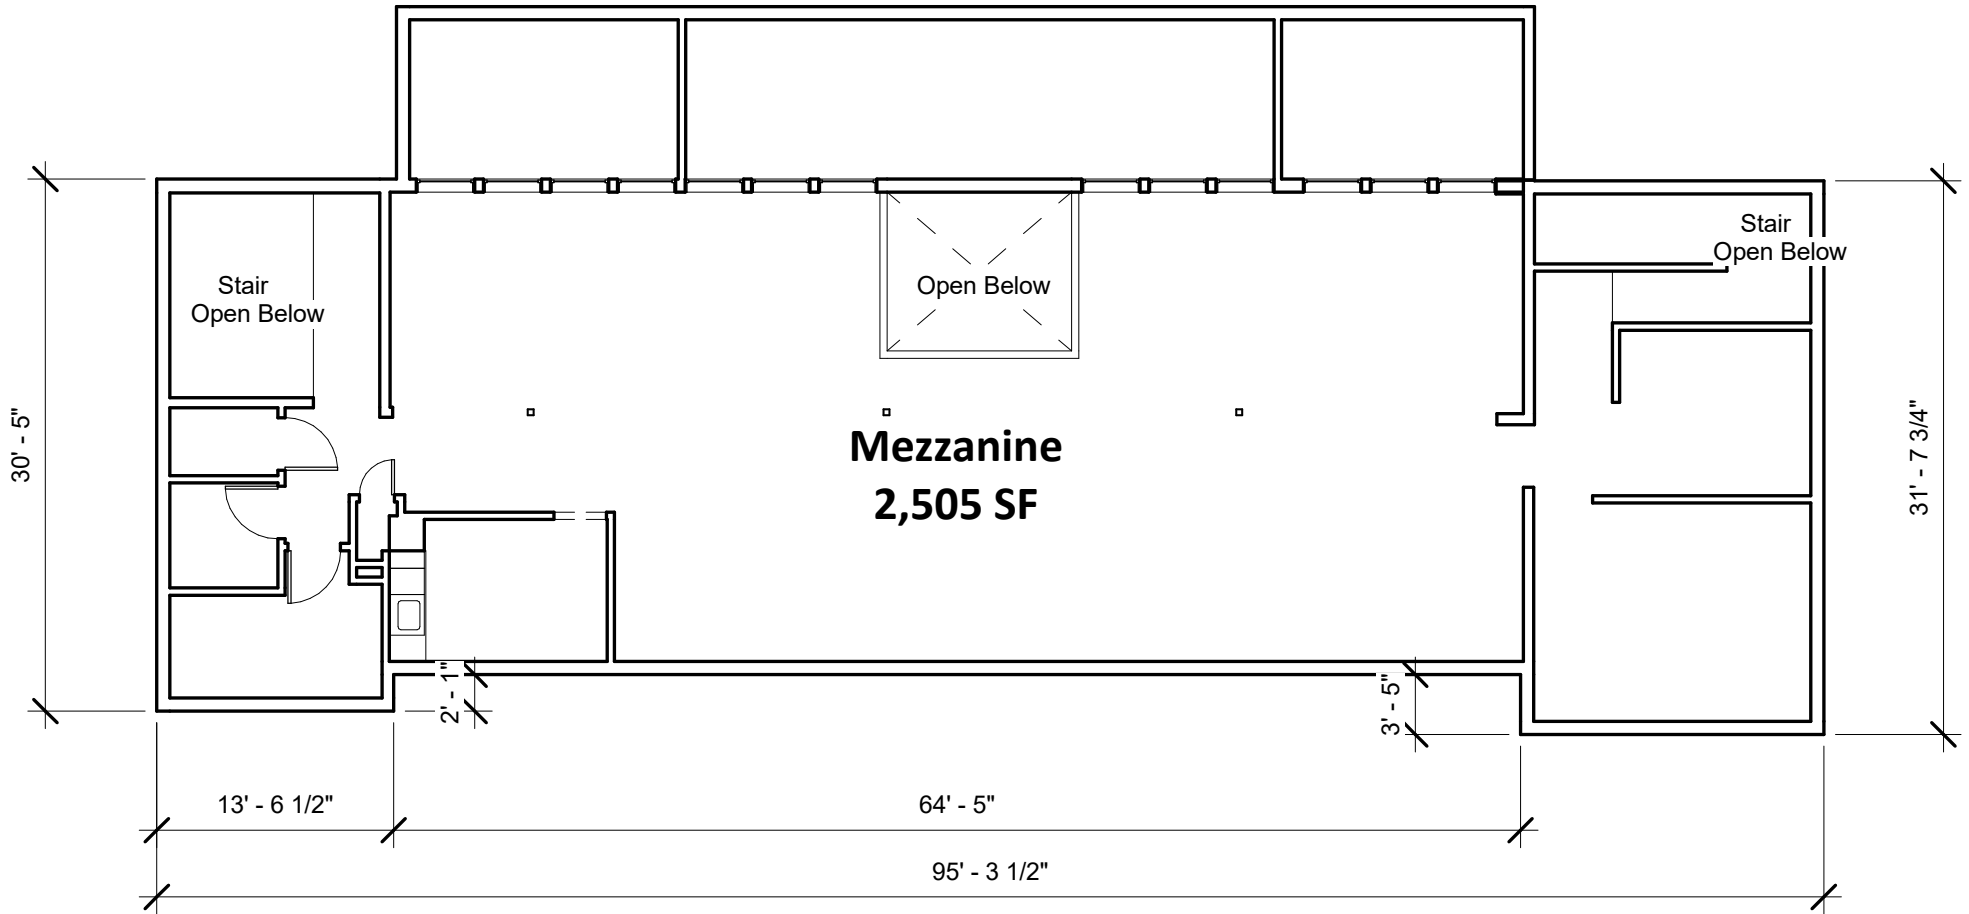 Stair
Open Below
Stair
Open Below
Open Below
30' - 5"
31' - 7 3/4"
Mezzanine
2,505 SF
2' - 1"
3' - 5"
13' - 6 1/2"
64' - 5"
95' - 3 1/2"